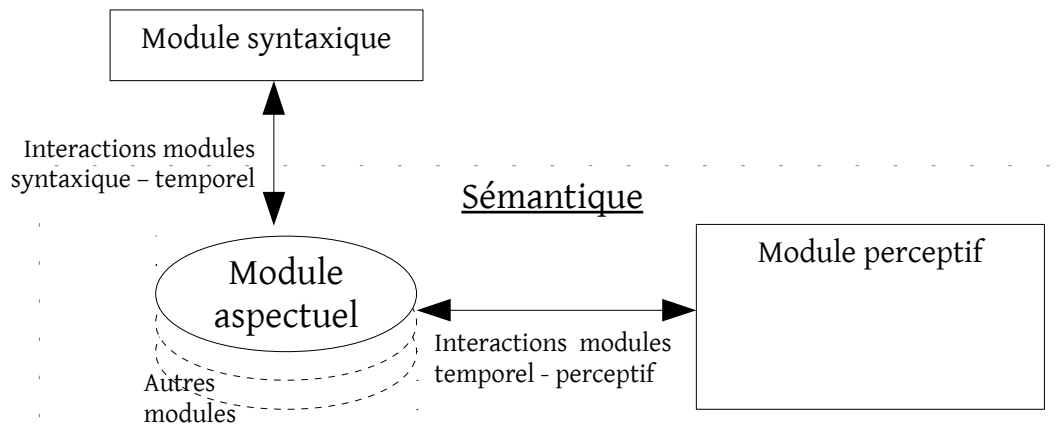 Module syntaxique
Interactions modules
syntaxique – temporel
Sémantique
Module
aspectuel
Module perceptif
Interactions modules
temporel - perceptif
Autres
modules